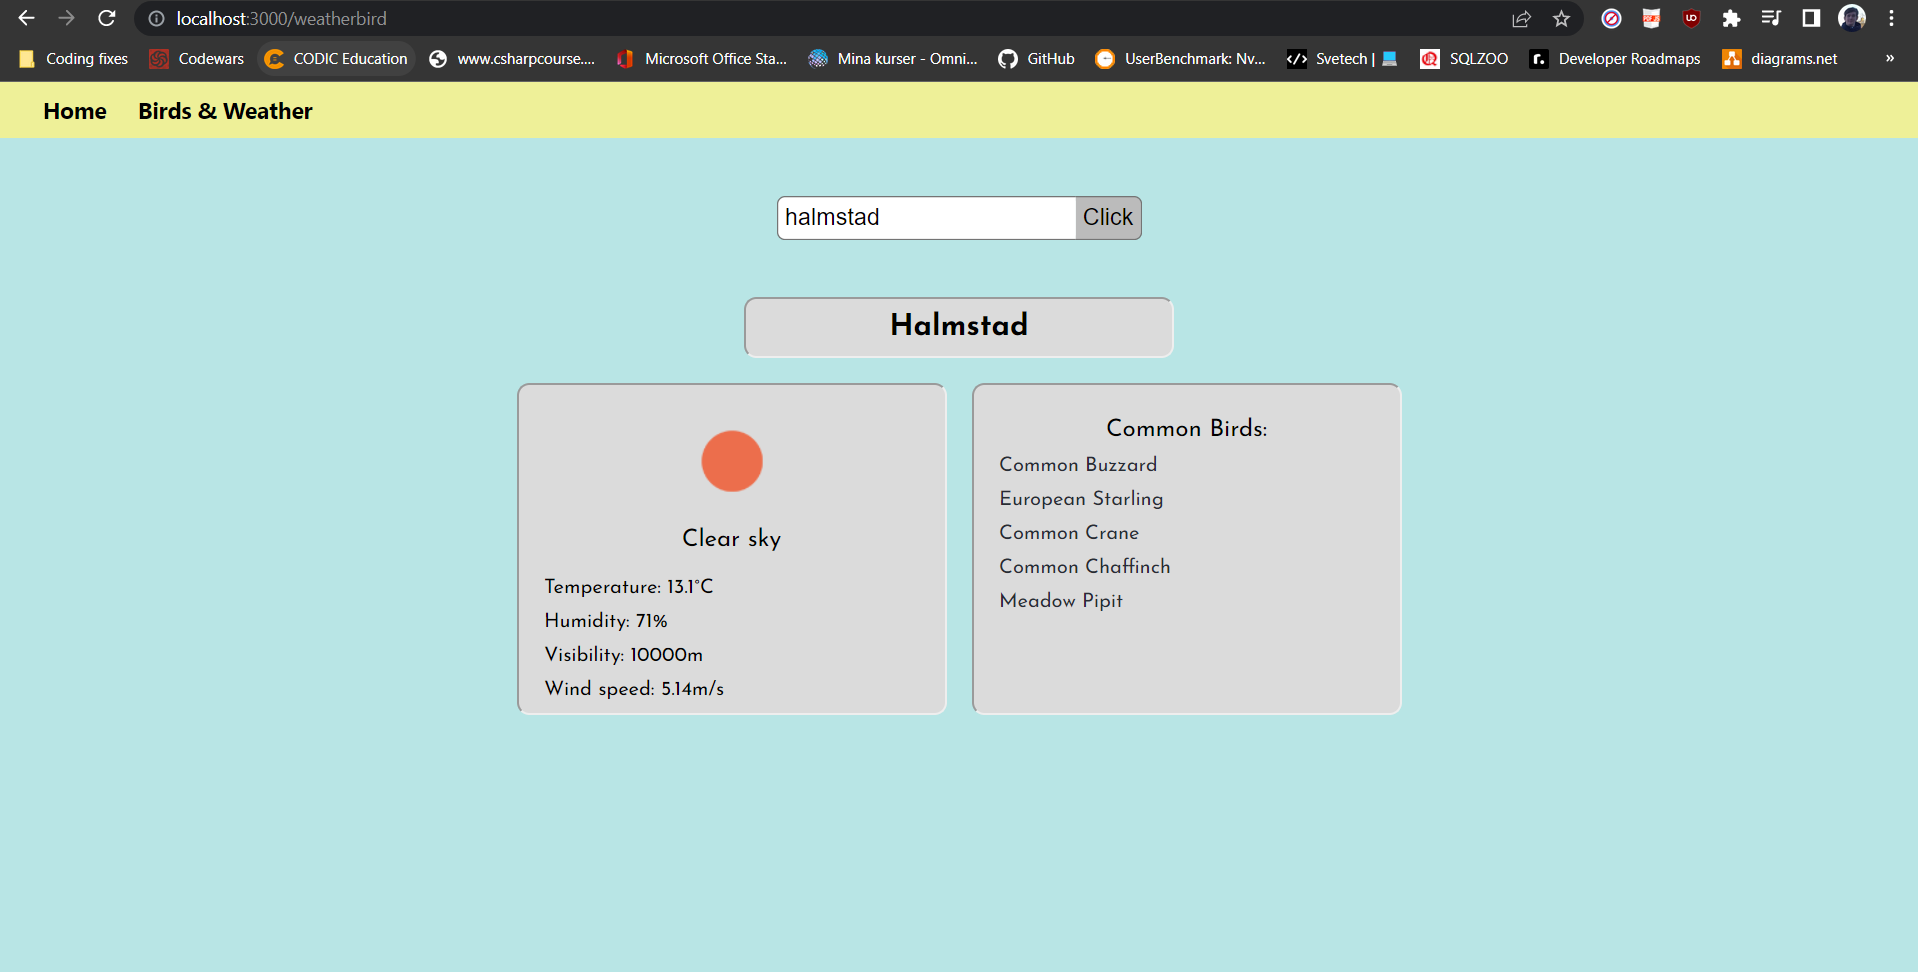 localhost:3000/weatherbird
Coding fixes Codewars CODIC Education www.csharpcourse.... Microsoft Office Sta... Mina kurser - Omni... GitHub UserBenchmark: Nv... Svetech | SQLZOO Developer Roadmaps diagrams.net »
Home Birds & Weather
halmstad Click
Halmstad
Clear sky
Temperature: 13.1°C
Humidity: 71%
Visibility: 10000m
Wind speed: 5.14m/s
Common Birds:
Common Buzzard
European Starling
Common Crane
Common Chaffinch
Meadow Pipit